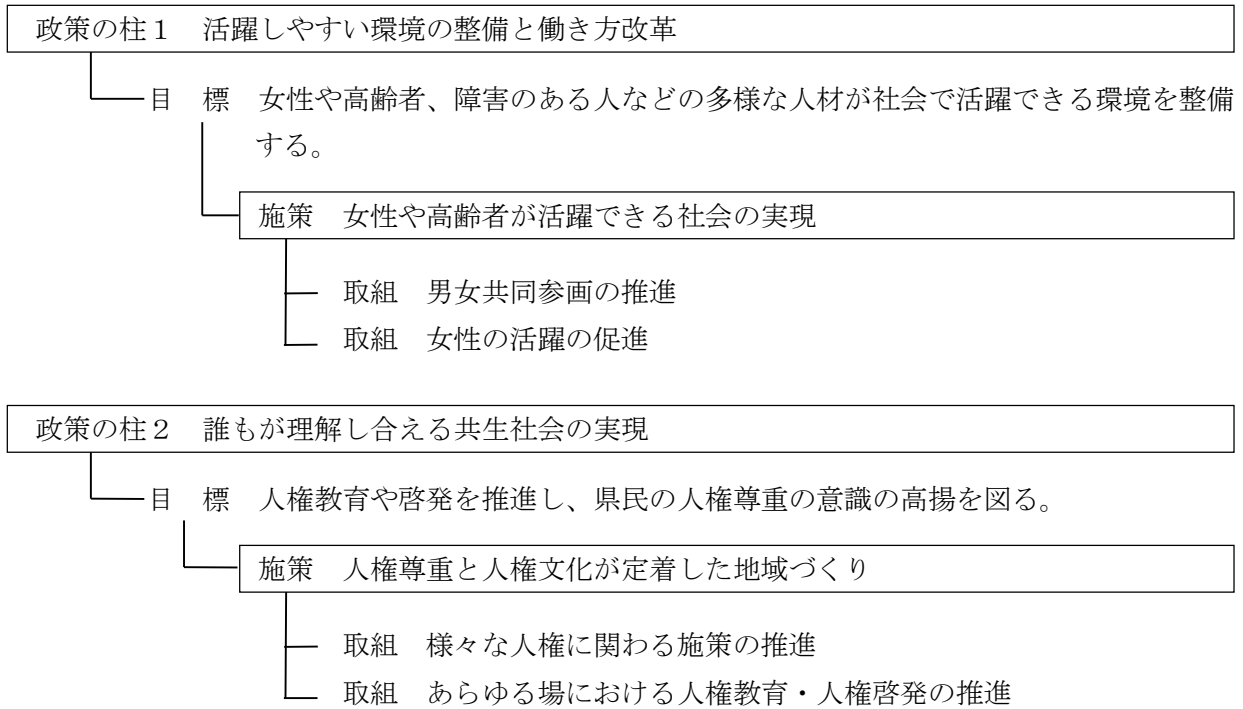 政策の柱１　活躍しやすい環境の整備と働き方改革
目　標　女性や高齢者、障害のある人などの多様な人材が社会で活躍できる環境を整備
する。
施策　女性や高齢者が活躍できる社会の実現
取組　男女共同参画の推進
取組　女性の活躍の促進
政策の柱２　誰もが理解し合える共生社会の実現
目　標　人権教育や啓発を推進し、県民の人権尊重の意識の高揚を図る。
施策　人権尊重と人権文化が定着した地域づくり
取組　様々な人権に関わる施策の推進
取組　あらゆる場における人権教育・人権啓発の推進